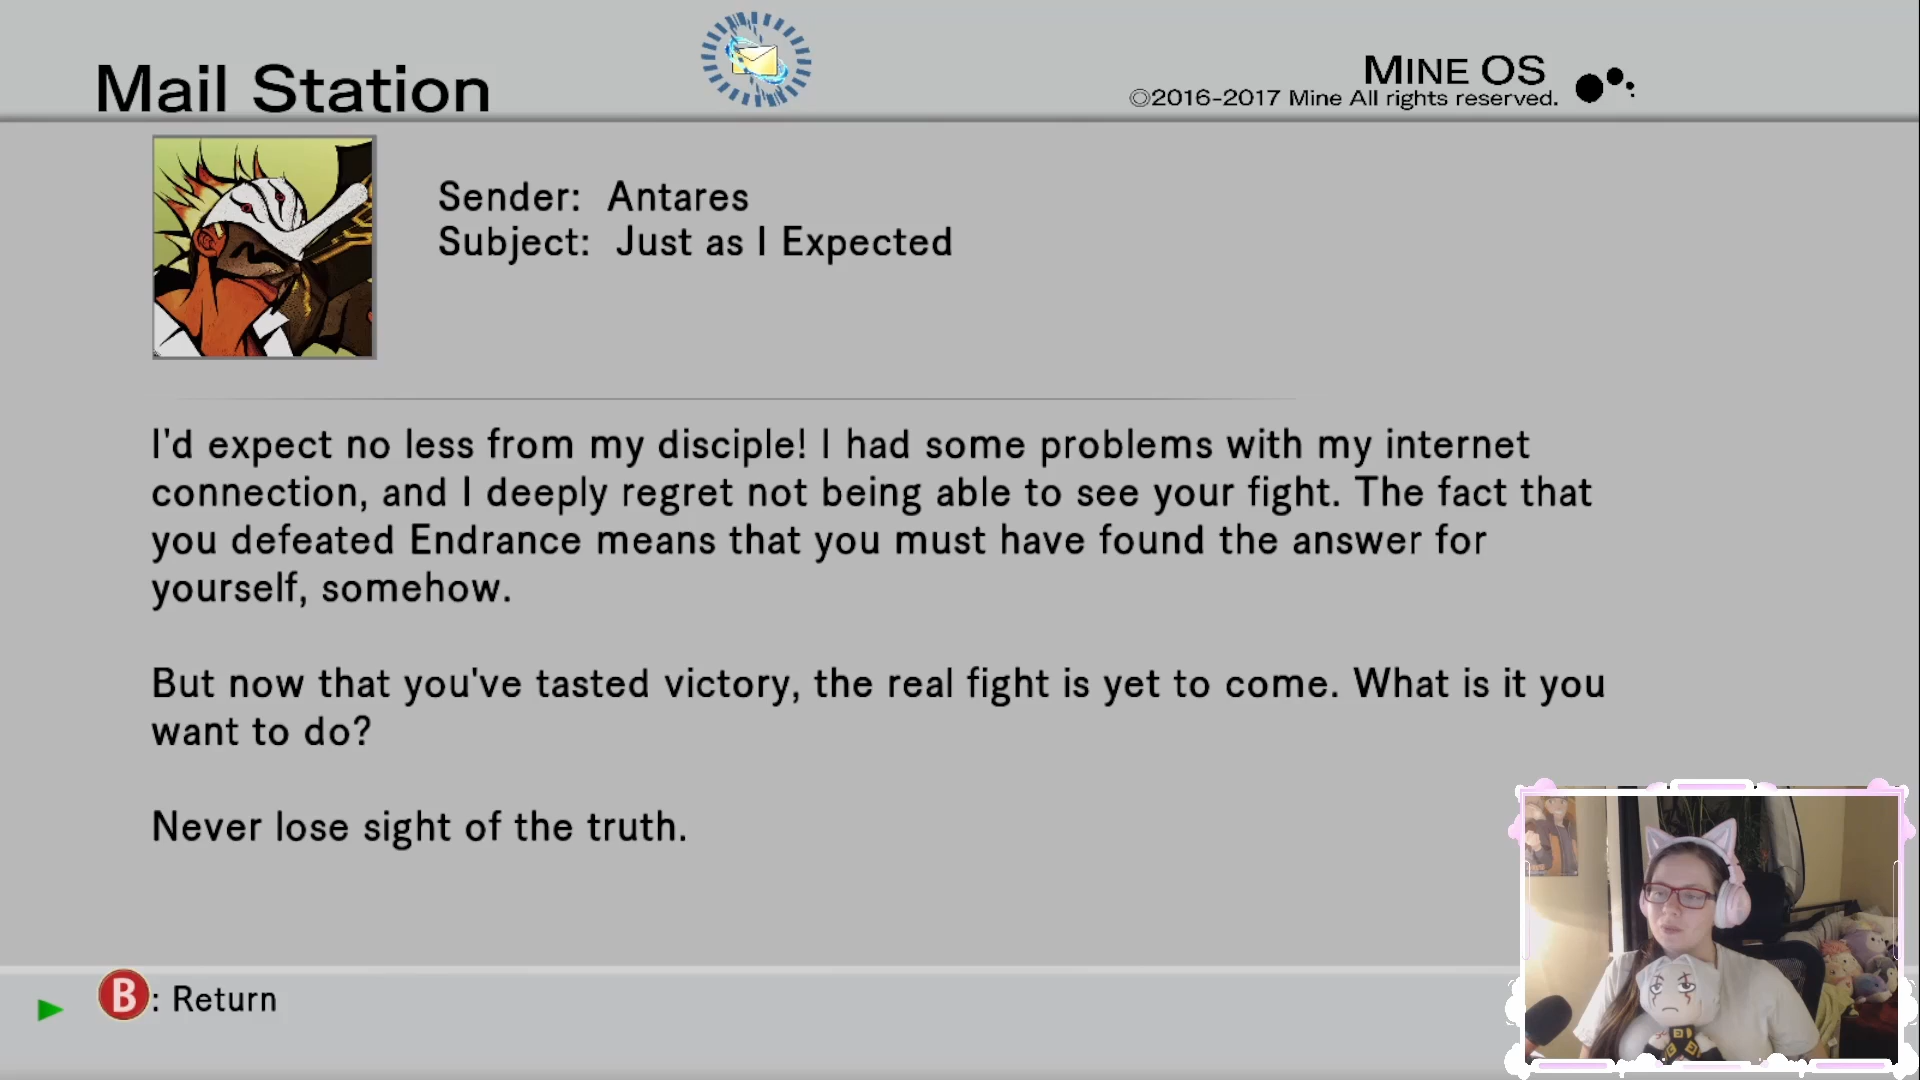 Mail Station
MINE OS
©2016-2017 Mine All rights reserved.
Sender: Antares
Subject: Just as I Expected
I'd expect no less from my disciple! I had some problems with my internet
connection, and I deeply regret not being able to see your fight. The fact that
you defeated Endrance means that you must have found the answer for
yourself, somehow.
But now that you've tasted victory, the real fight is yet to come. What is it you
want to do?
Never lose sight of the truth.
B: Return